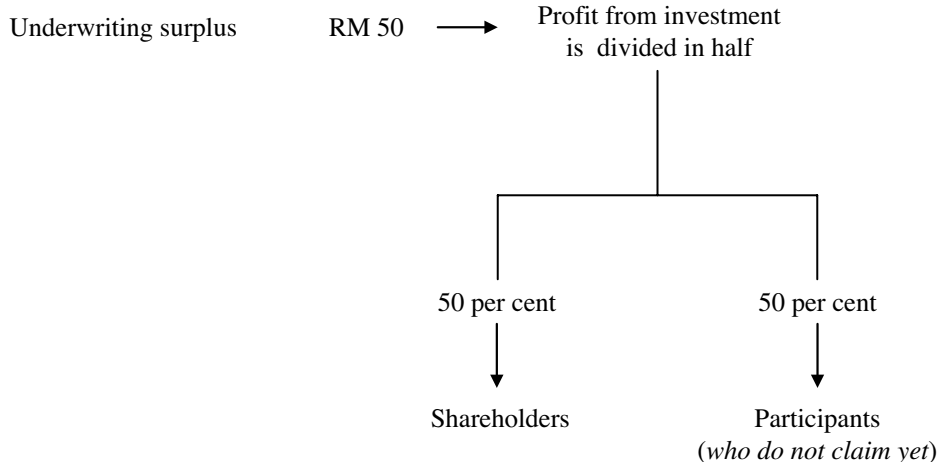 Underwriting surplus RM 50 Profit from investment
is divided in half
50 per cent 50 per cent
Shareholders Participants
(who do not claim yet)